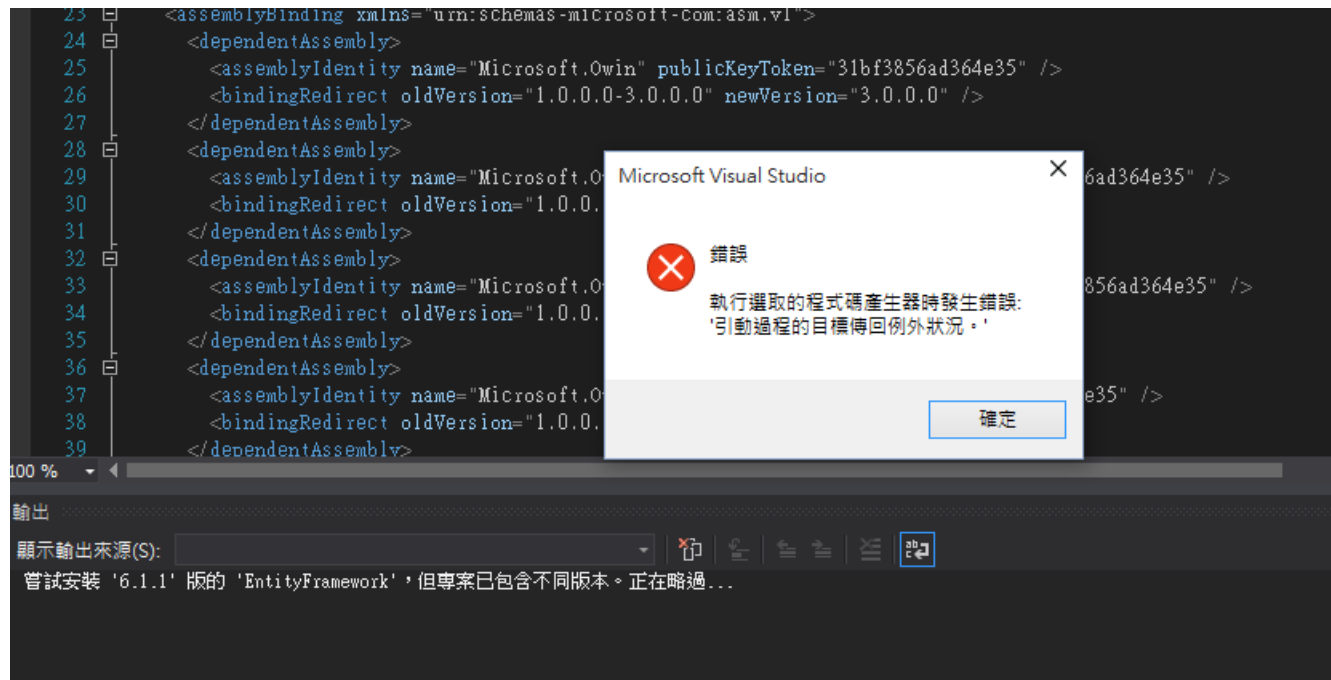 23 <assemblyBinding xmlns="urn:schemas-microsoft-com:asm.v1">
24 <dependentAssembly>
25 <assemblyIdentity name="Microsoft.Owin" publicKeyToken="31bf3856ad364e35" />
26 <bindingRedirect oldVersion="1.0.0.0-3.0.0.0" newVersion="3.0.0.0" />
27 </dependentAssembly>
28 <dependentAssembly>
29 <assemblyIdentity name="Microsoft.O 6ad364e35" />
30 <bindingRedirect oldVersion="1.0.0.
31 </dependentAssembly>
32 <dependentAssembly>
33 <assemblyIdentity name="Microsoft.O 856ad364e35" />
34 <bindingRedirect oldVersion="1.0.0.
35 </dependentAssembly>
36 <dependentAssembly>
37 <assemblyIdentity name="Microsoft.O e35" />
38 <bindingRedirect oldVersion="1.0.0.
39 </dependentAssembly>
Microsoft Visual Studio
錯誤
執行選取的程式碼產生器時發生錯誤:
'引動過程的目標傳回例外狀況。'
確定
100 %
輸出
顯示輸出來源(S):
嘗試安裝 '6.1.1' 版的 'EntityFramework',但專案已包含不同版本。正在略過...